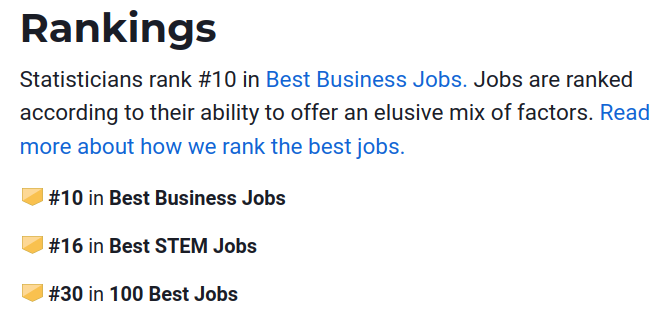 Rankings
Statisticians rank #10 in Best Business Jobs. Jobs are ranked
according to their ability to offer an elusive mix of factors. Read
more about how we rank the best jobs.
#10 in Best Business Jobs
#16 in Best STEM Jobs
#30 in 100 Best Jobs